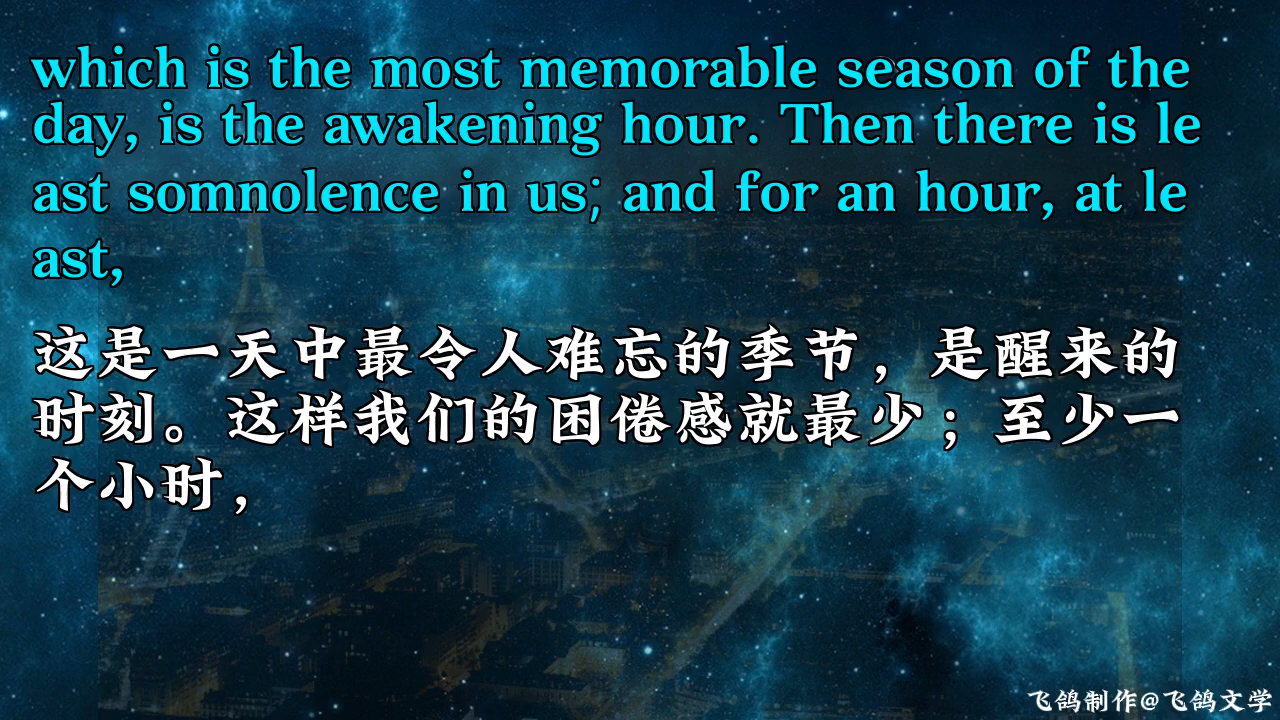 which is the most memorable season of the
day, is the awakening hour. Then there is le
ast somnolence in us; and for an hour, at le
ast,
这是一天中最令人难忘的季节，是醒来的
时刻。这样我们的困倦感就最少；至少一
个小时，
飞鸽制作@飞鸽文学